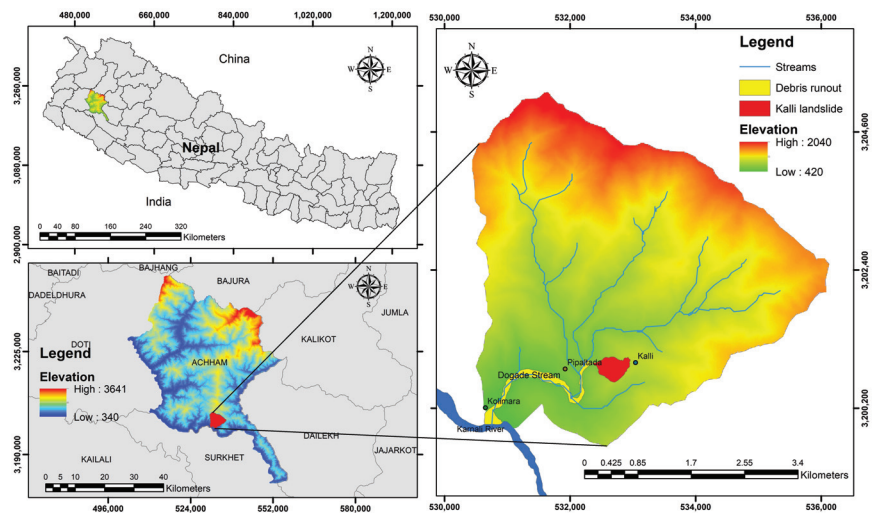 480,000 660,000 840,000 1,020,000 1,200,000
3,260,000
3,080,000
2,900,000
China
N
W E
S
Nepal
India
0 40 80 160 240 320
Kilometers
BAITADI
BAJHANG
BAJURA
DADELDHURA
JUMLA
DOTI
KALIKOT
ACHHAM
N
W E
S
3,225,000
3,190,000
Legend
Elevation
High : 3641
Low : 340
DAILEKH
KAILALI
SURKHET
JAJARKOT
0 5 10 20 30 40
Kilometers
496,000 524,000 552,000 580,000
530,000 532,000 534,000 536,000
N
W E
S
Legend
Streams
Debris runout
Kalli landslide
Elevation
High : 2040
Low : 420
3,204,600
3,202,400
3,200,200
Pipaltada
Kalli
Dogade Stream
Kolimara
Karnali River
0 0.425 0.85 1.7 2.55 3.4
Kilometers
530,000 532,000 534,000 536,000